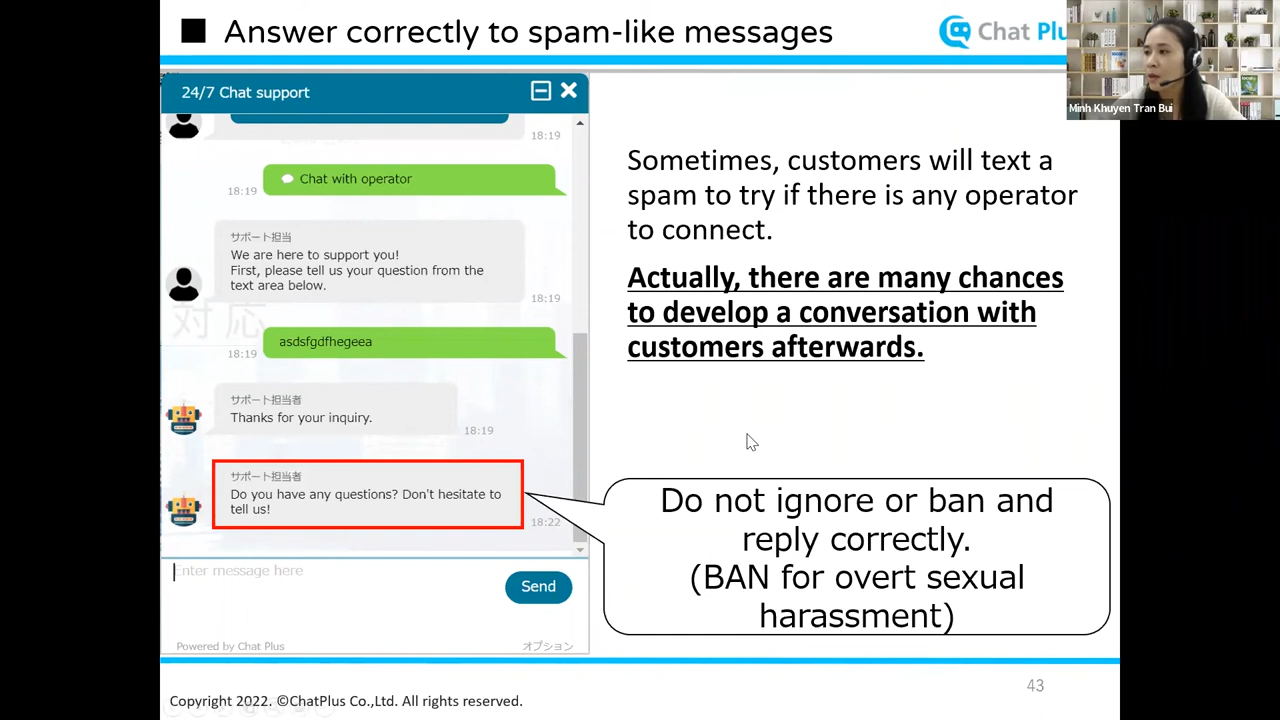 ■ Answer correctly to spam-like messages
Chat Plu
Minh Khuyen Tran Bui
24/7 Chat support
18:19
Chat with operator
18:19
サポート担当
We are here to support you!
First, please tell us your question from the
text area below.
18:19
対応
asdsfgdfhegeea
18:19
サポート担当者
Thanks for your inquiry.
18:19
サポート担当者
Do you have any questions? Don't hesitate to
tell us!
18:22
Enter message here
Send
Powered by Chat Plus
オプション
Sometimes, customers will text a
spam to try if there is any operator
to connect.
Actually, there are many chances
to develop a conversation with
customers afterwards.
Do not ignore or ban and
reply correctly.
(BAN for overt sexual
harassment)
Copyright 2022. ©ChatPlus Co.,Ltd. All rights reserved.
43